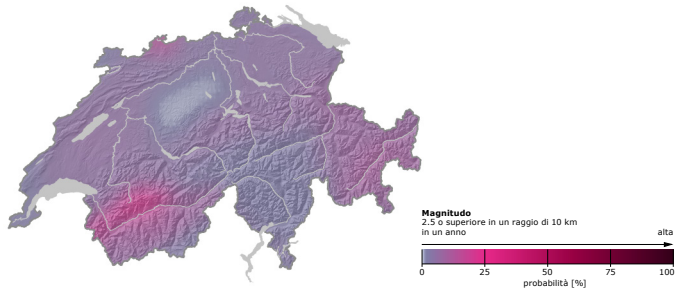 Magnitudo
2.5 o superiore in un raggio di 10 km
in un anno alta
0 25 50 75 100
probabilità [%]